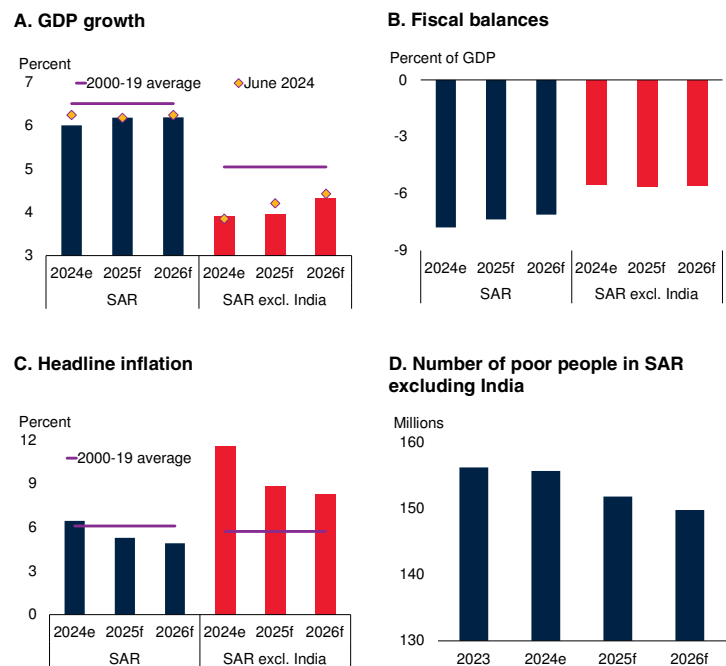 A. GDP growth
Percent
7
2000-19 average
June 2024
6
5
4
3
2024e 2025f 2026f 2024e 2025f 2026f
SAR SAR excl. India
B. Fiscal balances
Percent of GDP
0
-3
-6
-9
2024e 2025f 2026f 2024e 2025f 2026f
SAR SAR excl. India
C. Headline inflation
Percent
12
2000-19 average
9
6
3
0
2024e 2025f 2026f 2024e 2025f 2026f
SAR SAR excl. India
D. Number of poor people in SAR
excluding India
Millions
160
150
140
130
2023 2024e 2025f 2026f